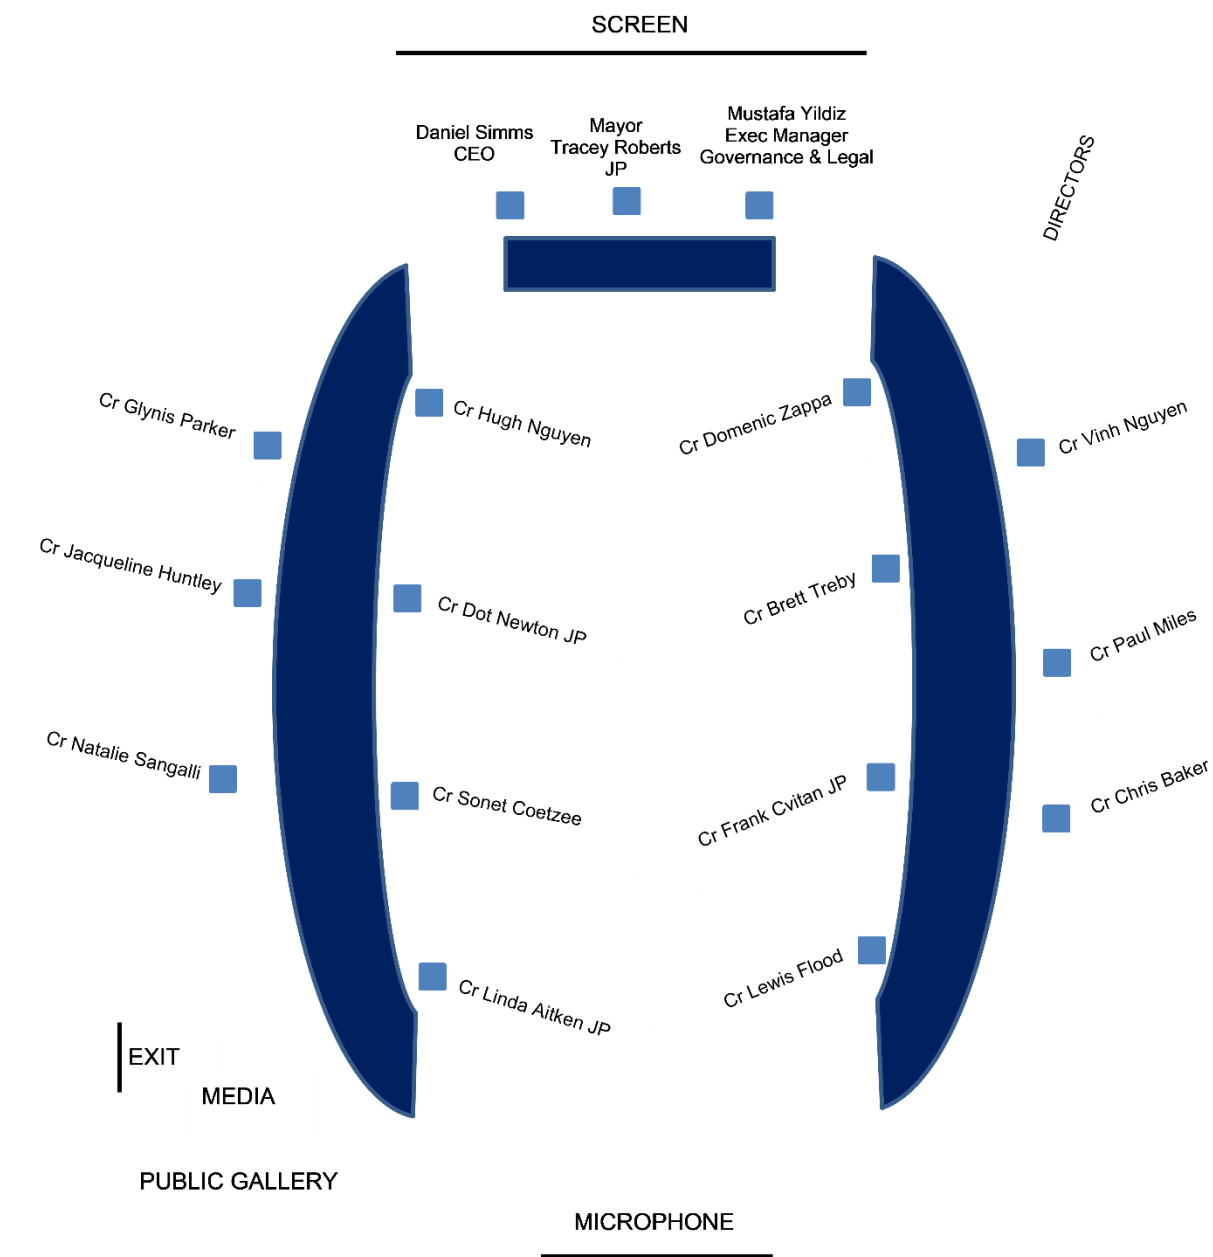 SCREEN
Daniel Simms
CEO
Mayor
Tracey Roberts
JP
Mustafa Yildiz
Exec Manager
Governance & Legal
DIRECTORS
Cr Glynis Parker
Cr Hugh Nguyen
Cr Domenic Zappa
Cr Vinh Nguyen
Cr Jacqueline Huntley
Cr Dot Newton JP
Cr Brett Treby
Cr Paul Miles
Cr Natalie Sangalli
Cr Sonet Coetzee
Cr Frank Cvitan JP
Cr Chris Baker
Cr Linda Aitken JP
Cr Lewis Flood
EXIT
MEDIA
PUBLIC GALLERY
MICROPHONE